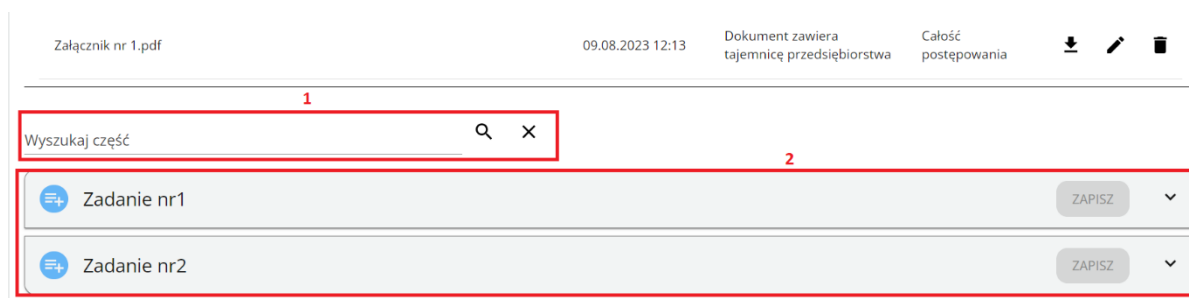 Załącznik nr 1.pdf 09.08.2023 12:13 Dokument zawiera tajemnicę przedsiębiorstwa Całość postępowania
1
Wyszukaj część
2
Zadanie nr1 ZAPISZ
Zadanie nr2 ZAPISZ